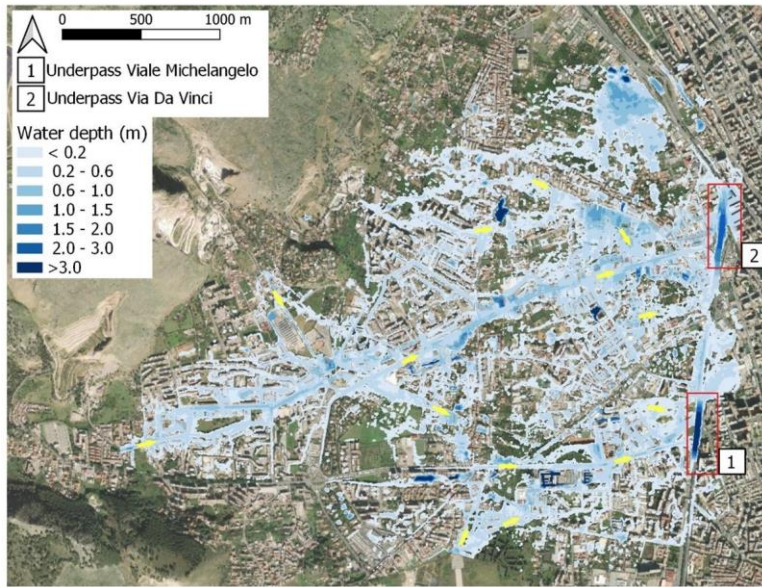 0 500 1000 m
1 Underpass Viale Michelangelo
2 Underpass Via Da Vinci
Water depth (m)
< 0.2
0.2 - 0.6
0.6 - 1.0
1.0 - 1.5
1.5 - 2.0
2.0 - 3.0
>3.0
2
1